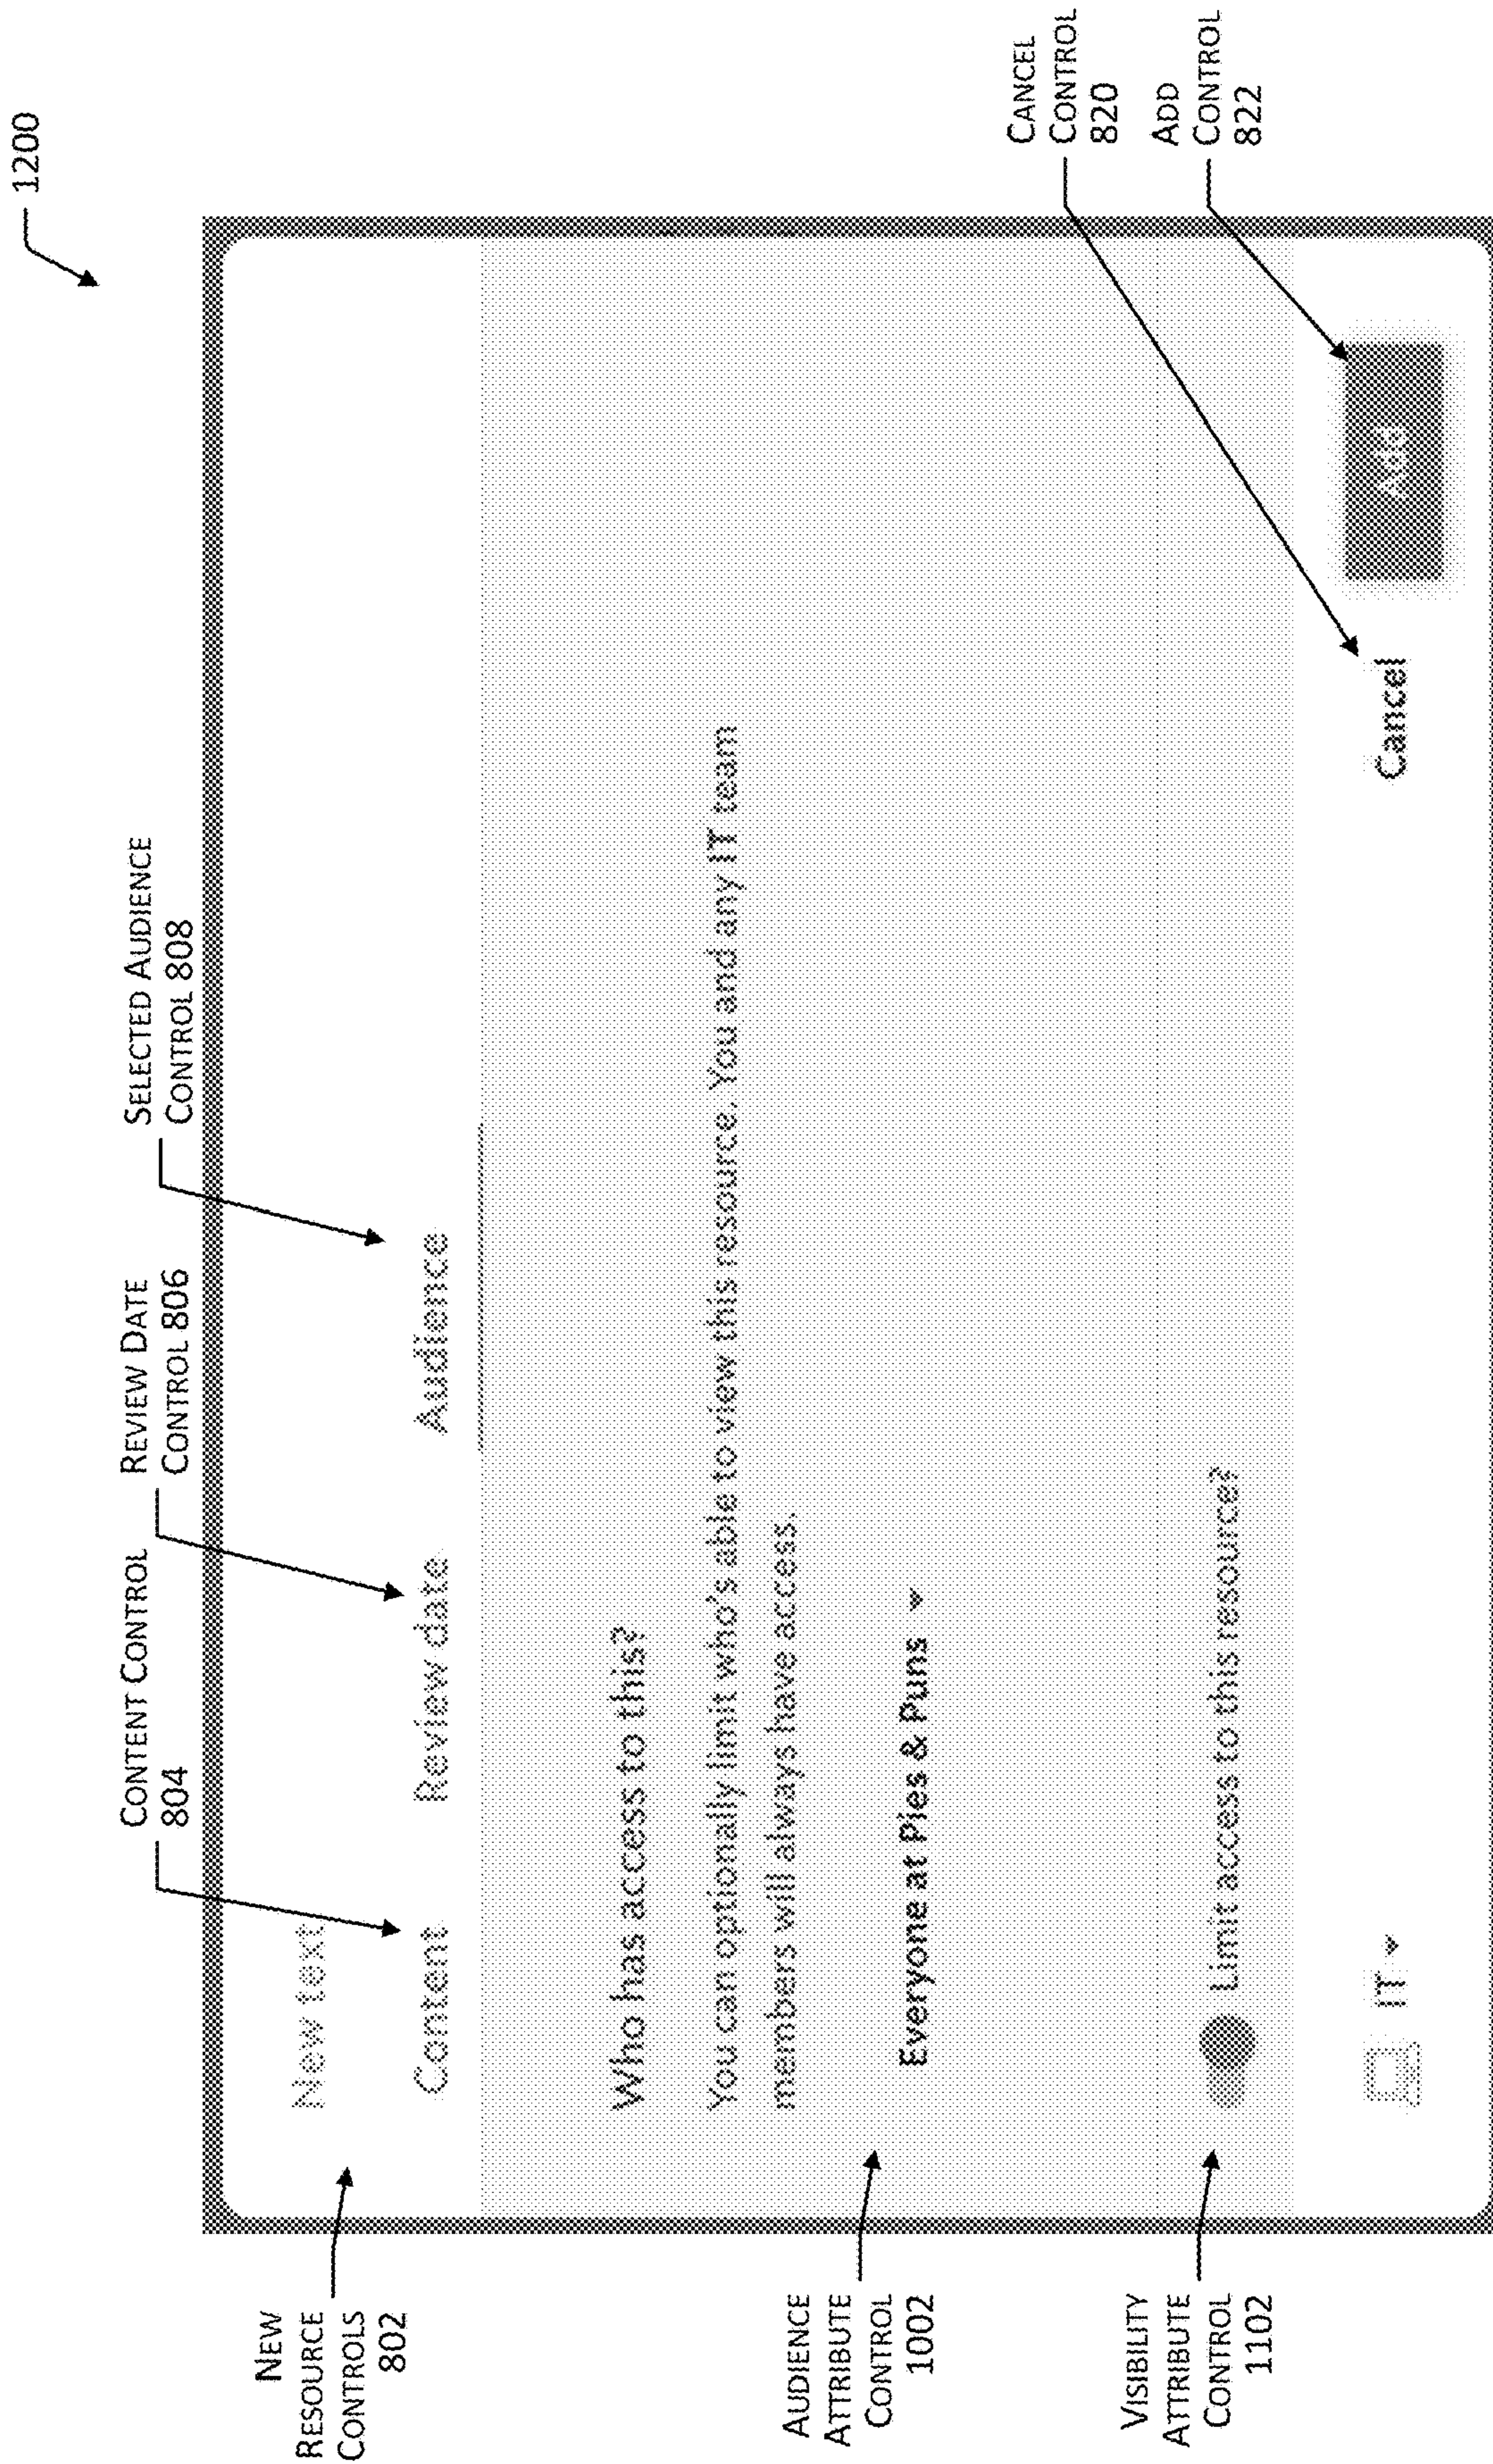 1200
CONTENT CONTROL
804
REVIEW DATE
CONTROL 806
SELECTED AUDIENCE
CONTROL 808
NEW
RESOURCE
CONTROLS
802
New text
Content
Review date
Audience
Who has access to this?
You can optionally limit who's able to view this resource. You and any IT team
members will always have access.
AUDIENCE
ATTRIBUTE
CONTROL
1002
Everyone at Pies & Puns
VISIBILITY
ATTRIBUTE
CONTROL
1102
Limit access to this resource?
IT
Cancel
Add
CANCEL
CONTROL
820
ADD
CONTROL
822